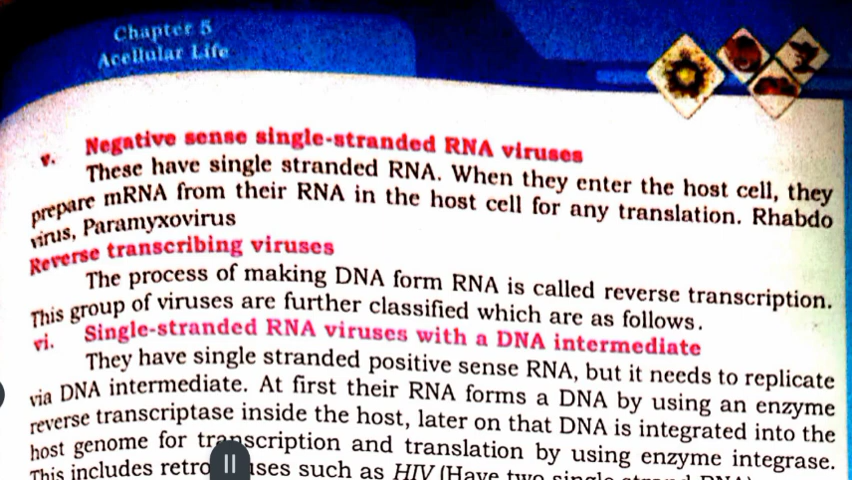 Chapter 5
Acellular Life
v. Negative sense single-stranded RNA viruses
These have single stranded RNA. When they enter the host cell, they
prepare mRNA from their RNA in the host cell for any translation. Rhabdo
virus, Paramyxovirus
Reverse transcribing viruses
The process of making DNA form RNA is called reverse transcription.
This group of viruses are further classified which are as follows.
vi. Single-stranded RNA viruses with a DNA intermediate
They have single stranded positive sense RNA, but it needs to replicate
via DNA intermediate. At first their RNA forms a DNA by using an enzyme
reverse transcriptase inside the host, later on that DNA is integrated into the
host genome for transcription and translation by using enzyme integrase.
This includes such as HIV (Have two single